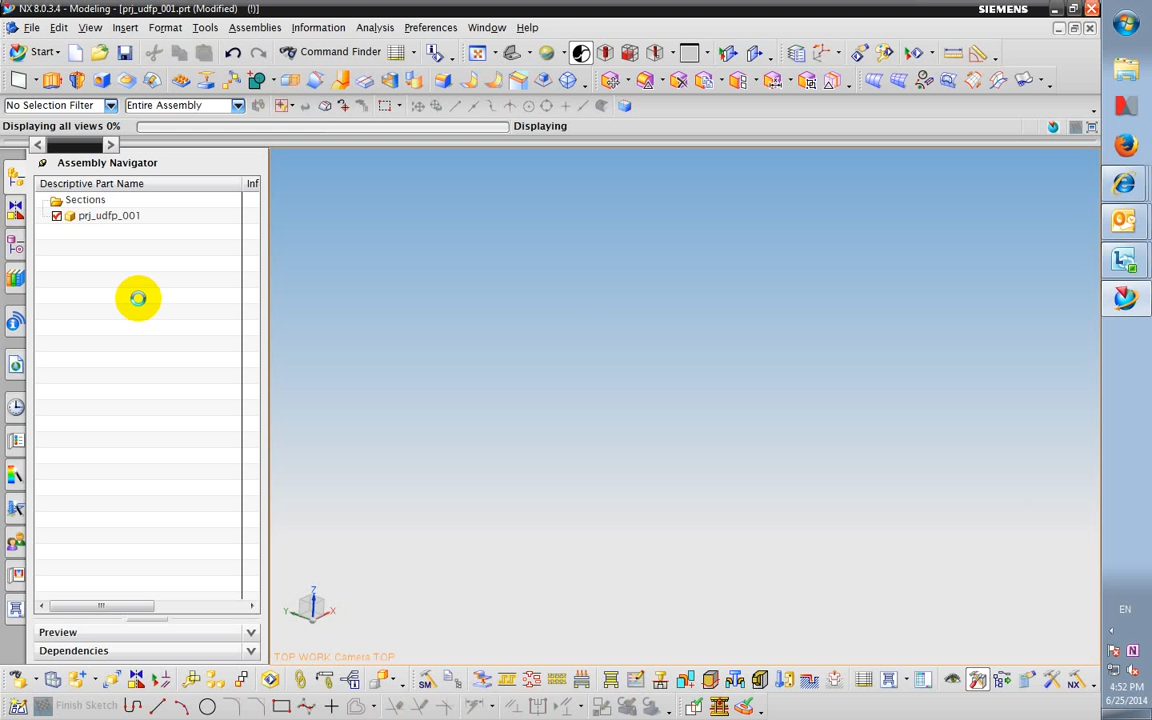 NX 8.0.3.4 - Modeling - [prj_udfp_001.prt (Modified)   (!)]
SIEMENS
File Edit View Insert Format Tools Assemblies Information Analysis Preferences Window Help
Start Command Finder
No Selection Filter Entire Assembly
Displaying all views 0% Displaying
Assembly Navigator
Descriptive Part Name Inf
Sections
prj_udfp_001
Z
Y X
TOP WORK Camera TOP
Preview
Dependencies
SM NX
Finish Sketch
EN
N
4:52 PM
6/25/2014